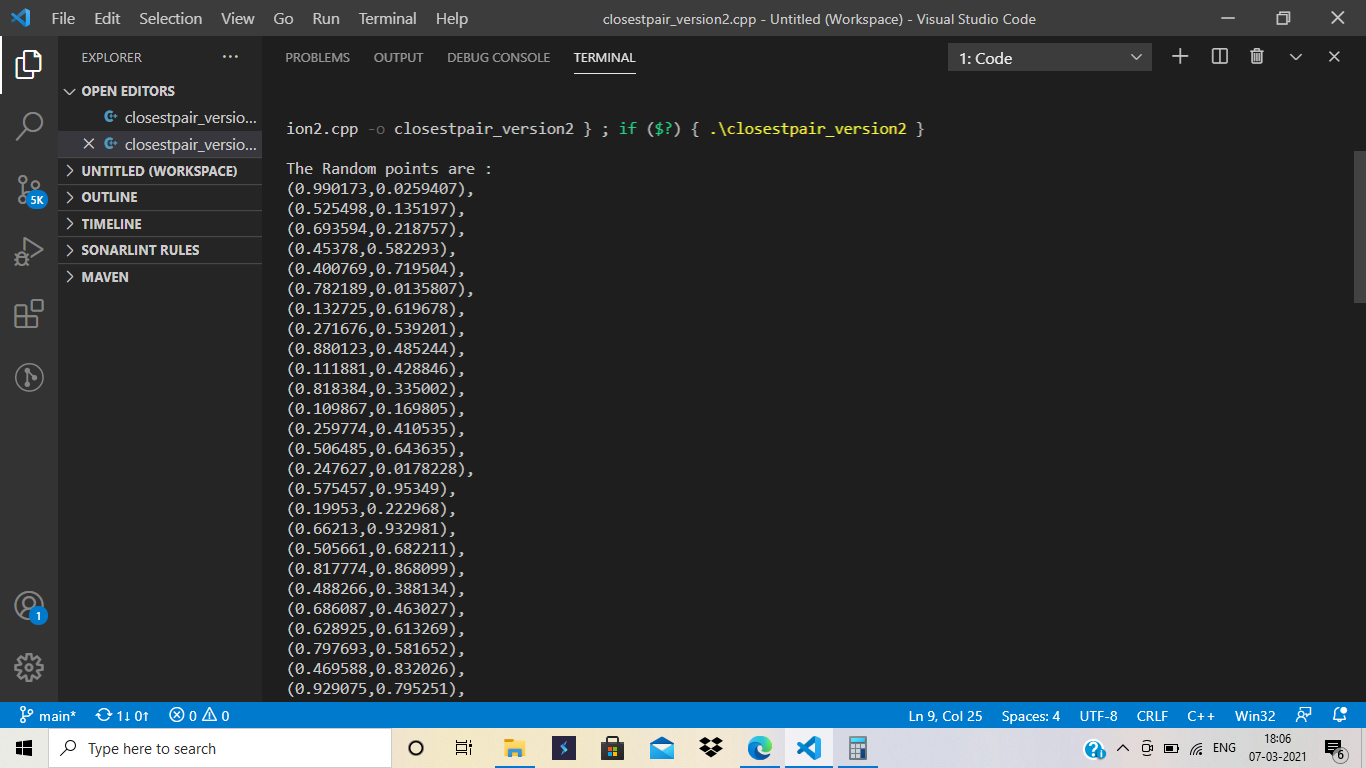 File Edit Selection View Go Run Terminal Help
closestpair_version2.cpp - Untitled (Workspace) - Visual Studio Code
EXPLORER
OPEN EDITORS
closestpair_versio...
closestpair_versio...
UNTITLED (WORKSPACE)
OUTLINE
TIMELINE
SONARLINT RULES
MAVEN
5K
1
PROBLEMS OUTPUT DEBUG CONSOLE TERMINAL
1: Code
ion2.cpp -o closestpair_version2 } ; if ($?) { .\closestpair_version2 }
The Random points are :
(0.990173,0.0259407),
(0.525498,0.135197),
(0.693594,0.218757),
(0.45378,0.582293),
(0.400769,0.719504),
(0.782189,0.0135807),
(0.132725,0.619678),
(0.271676,0.539201),
(0.880123,0.485244),
(0.111881,0.428846),
(0.818384,0.335002),
(0.109867,0.169805),
(0.259774,0.410535),
(0.506485,0.643635),
(0.247627,0.0178228),
(0.575457,0.95349),
(0.19953,0.222968),
(0.66213,0.932981),
(0.505661,0.682211),
(0.817774,0.868099),
(0.488266,0.388134),
(0.686087,0.463027),
(0.628925,0.613269),
(0.797693,0.581652),
(0.469588,0.832026),
(0.929075,0.795251),
main* 1↓ 0↑ 0 0
Ln 9, Col 25 Spaces: 4 UTF-8 CRLF C++ Win32
Type here to search
ENG
18:06
07-03-2021
6